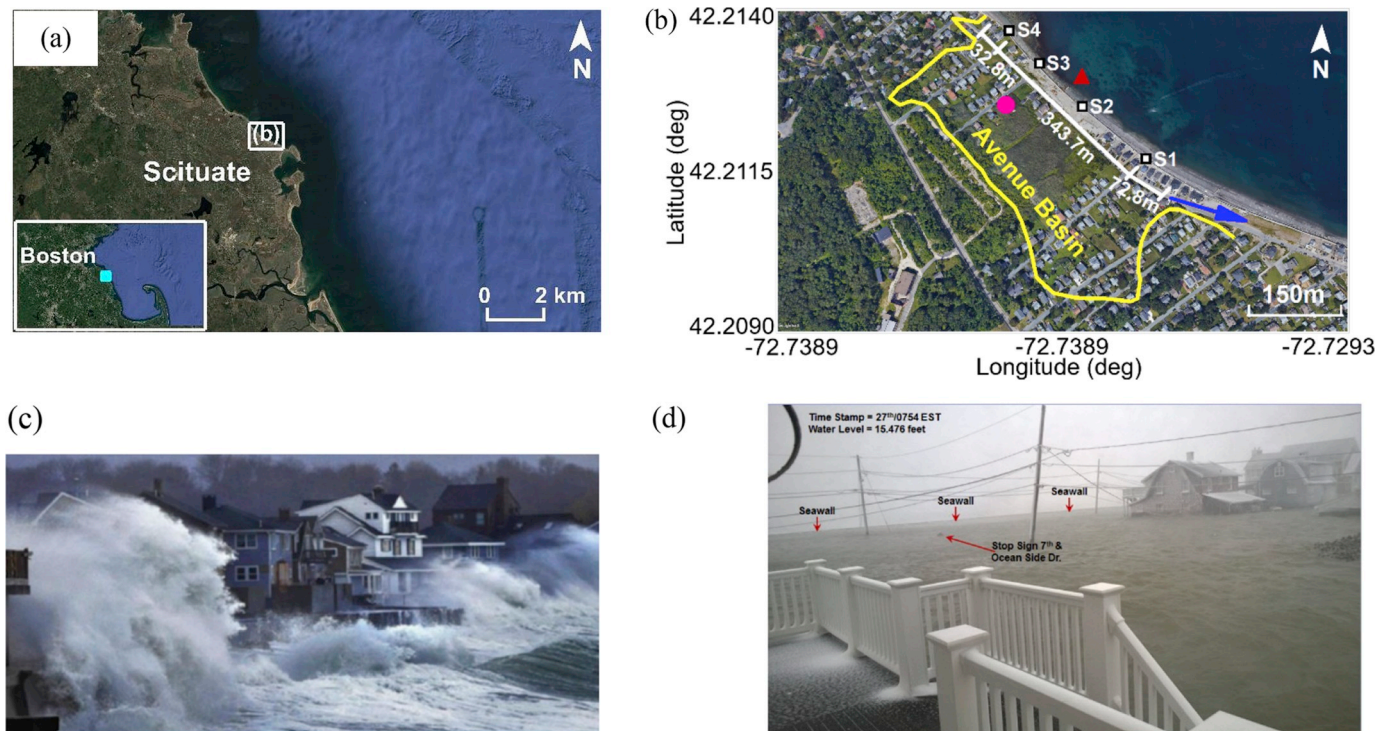 (a)
N
(b)
Scituate
Boston
0 2 km
(b)
42.2140
42.2115
42.2090
Latitude (deg)
-72.7389
-72.7389
-72.7293
Longitude (deg)
S4
S3
S2
S1
N
32.8m
343.7m
72.8m
Avenue Basin
150m
(c)
(d)
Time Stamp = 27th/0754 EST
Water Level = 15.476 feet
Seawall
Seawall
Seawall
Stop Sign 7th &
Ocean Side Dr.